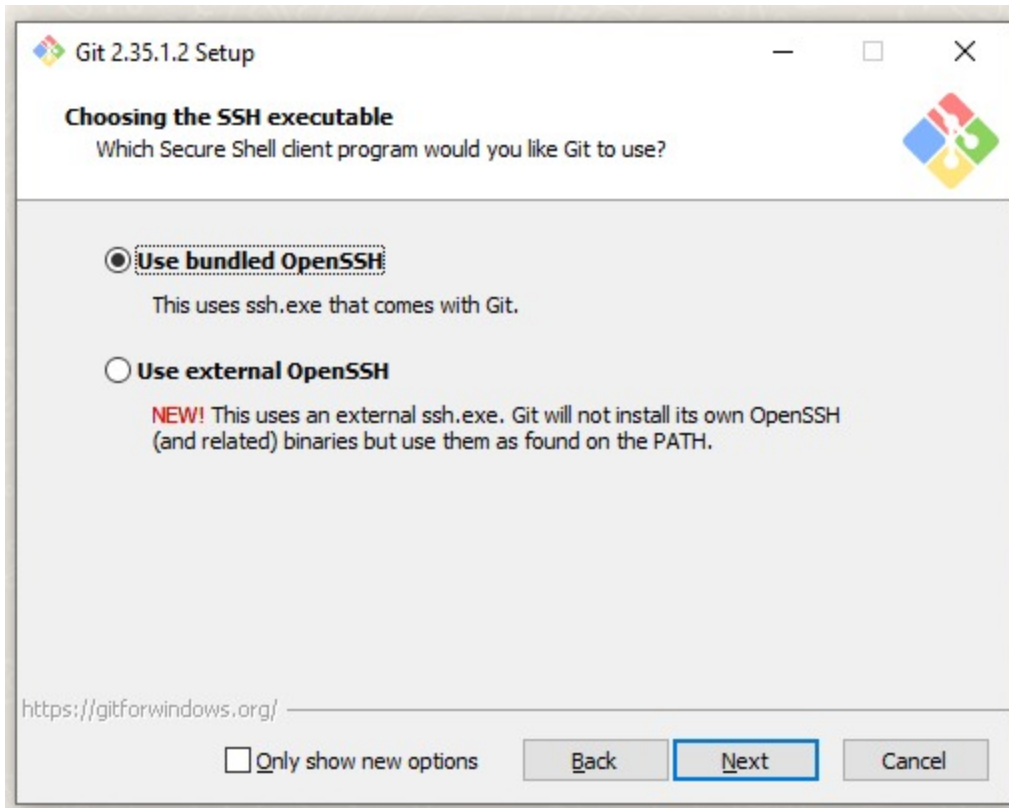 Git 2.35.1.2 Setup
Choosing the SSH executable
Which Secure Shell client program would you like Git to use?
Use bundled OpenSSH
This uses ssh.exe that comes with Git.
Use external OpenSSH
NEW! This uses an external ssh.exe. Git will not install its own OpenSSH
(and related) binaries but use them as found on the PATH.
https://gitforwindows.org/
Only show new options Back Next Cancel